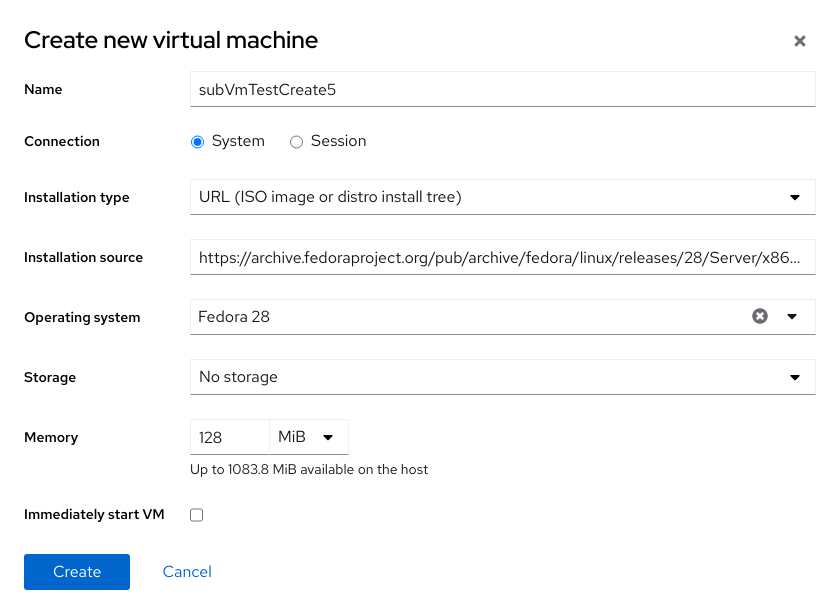 Create new virtual machine
Name
subVmTestCreate5
Connection
System
Session
Installation type
URL (ISO image or distro install tree)
Installation source
https://archive.fedoraproject.org/pub/archive/fedora/linux/releases/28/Server/x86...
Operating system
Fedora 28
Storage
No storage
Memory
128
MiB
Up to 1083.8 MiB available on the host
Immediately start VM
Create
Cancel